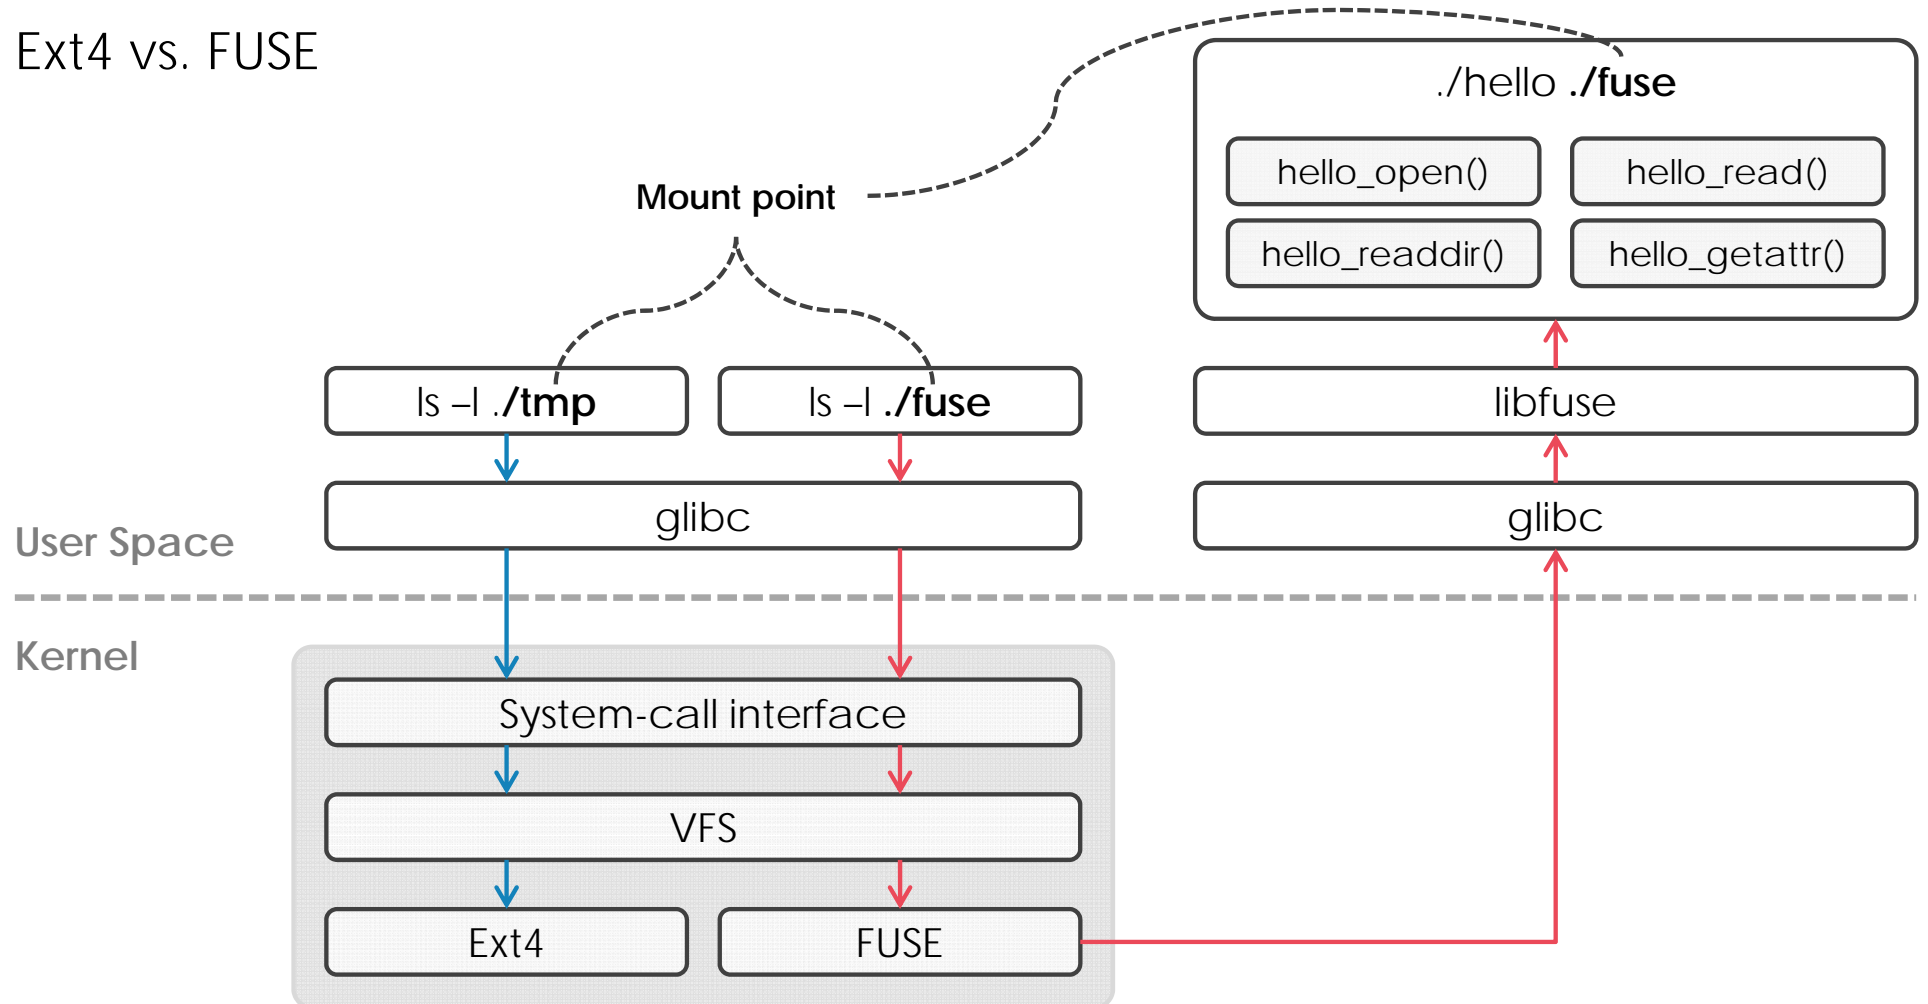 Ext4 vs. FUSE
./hello ./fuse
hello_open()
hello_read()
Mount point
hello_readdir()
hello_getattr()
ls –l ./tmp
ls –l ./fuse
libfuse
glibc
glibc
User Space
Kernel
System-call interface
VFS
Ext4
FUSE